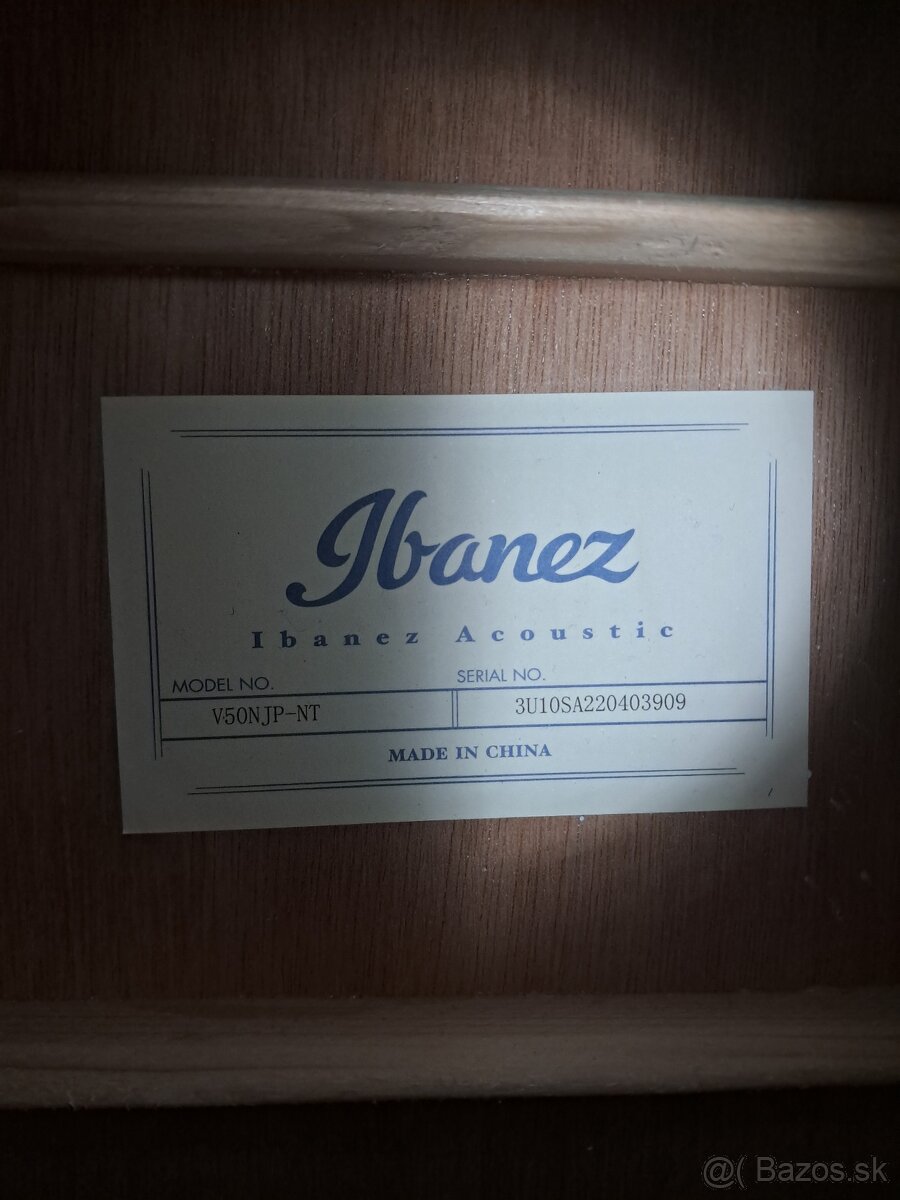 Ibanez
Ibanez Acoustic
MODEL NO.
SERIAL NO.
V50NJP-NT
3U10SA220403909
MADE IN CHINA
@( Bazos.sk